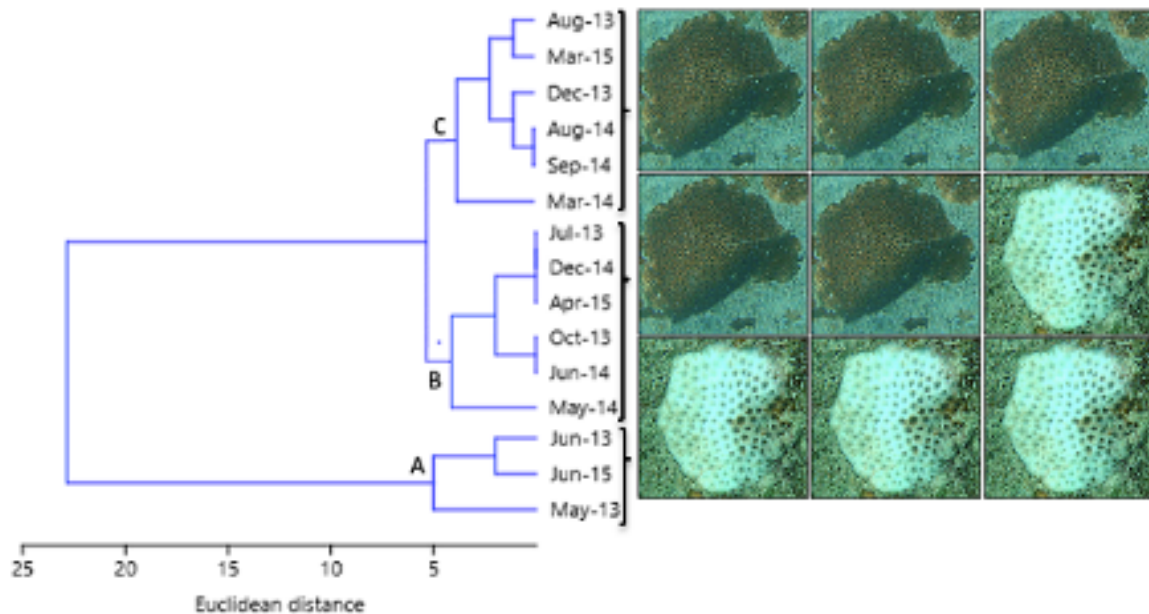 Aug-13
Mar-15
Dec-13
C
Aug-14
Sep-14
Mar-14
Jul-13
Dec-14
Apr-15
Oct-13
Jun-14
B
May-14
Jun-13
A
Jun-15
May-13
25 20 15 10 5
Euclidean distance